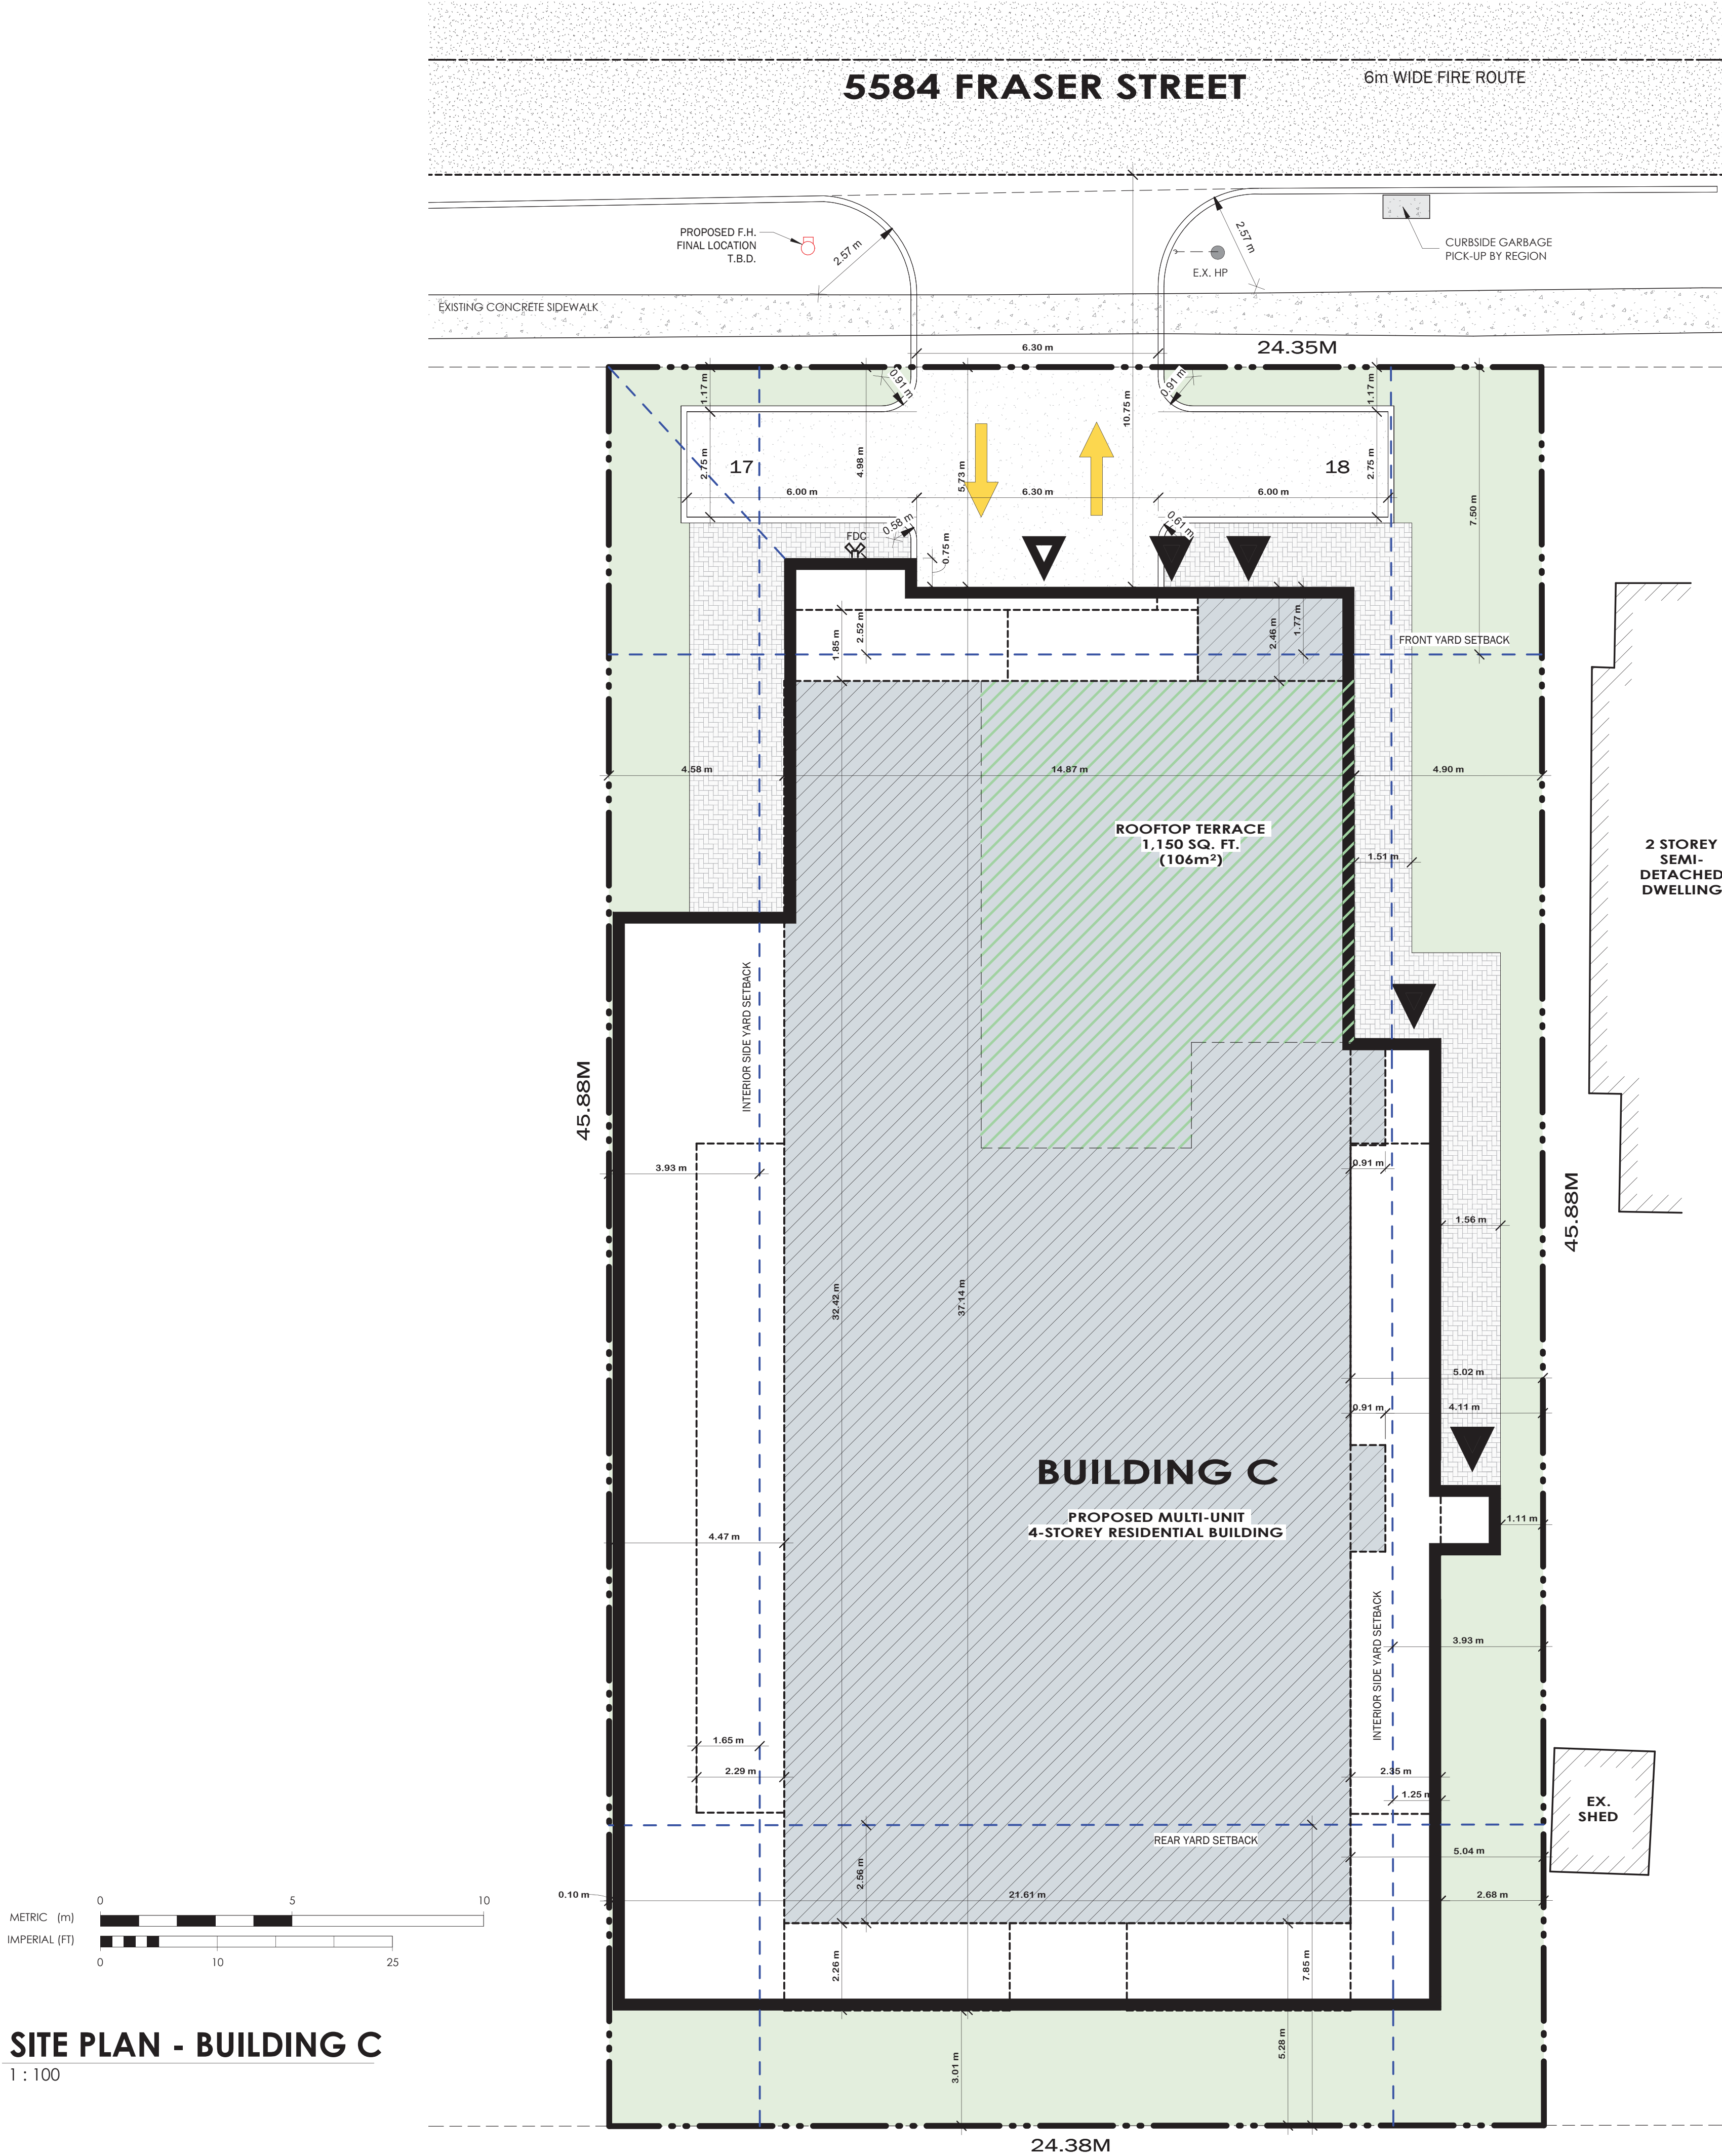 5584 FRASER STREET
6m WIDE FIRE ROUTE
PROPOSED F.H.
FINAL LOCATION
T.B.D.
2.57 m
2.57 m
E.X. HP
CURBSIDE GARBAGE
PICK-UP BY REGION
EXISTING CONCRETE SIDEWALK
6.30 m
24.35M
1.17 m
0.91 m
0.91 m
1.17 m
10.75 m
17
18
2.75 m
4.98 m
5.73 m
2.75 m
6.00 m
6.30 m
6.00 m
7.50 m
0.58 m
0.61 m
FDC
0.75 m
1.85 m
2.52 m
2.46 m
1.77 m
FRONT YARD SETBACK
4.58 m
14.87 m
4.90 m
ROOFTOP TERRACE
1,150 SQ. FT.
(106m²)
1.51 m
2 STOREY
SEMI-
DETACHED
DWELLING
INTERIOR SIDE YARD SETBACK
45.88M
3.93 m
0.91 m
45.88M
1.56 m
32.42 m
37.14 m
5.02 m
0.91 m
4.11 m
BUILDING C
PROPOSED MULTI-UNIT
4-STOREY RESIDENTIAL BUILDING
1.11 m
4.47 m
INTERIOR SIDE YARD SETBACK
3.93 m
1.65 m
2.29 m
2.35 m
1.25 m
EX.
SHED
REAR YARD SETBACK
5.04 m
2.56 m
0.10 m
21.61 m
2.68 m
0 5 10
METRIC (m)
IMPERIAL (FT)
0 10 25
2.26 m
7.85 m
5.28 m
3.01 m
SITE PLAN - BUILDING C
1 : 100
24.38M